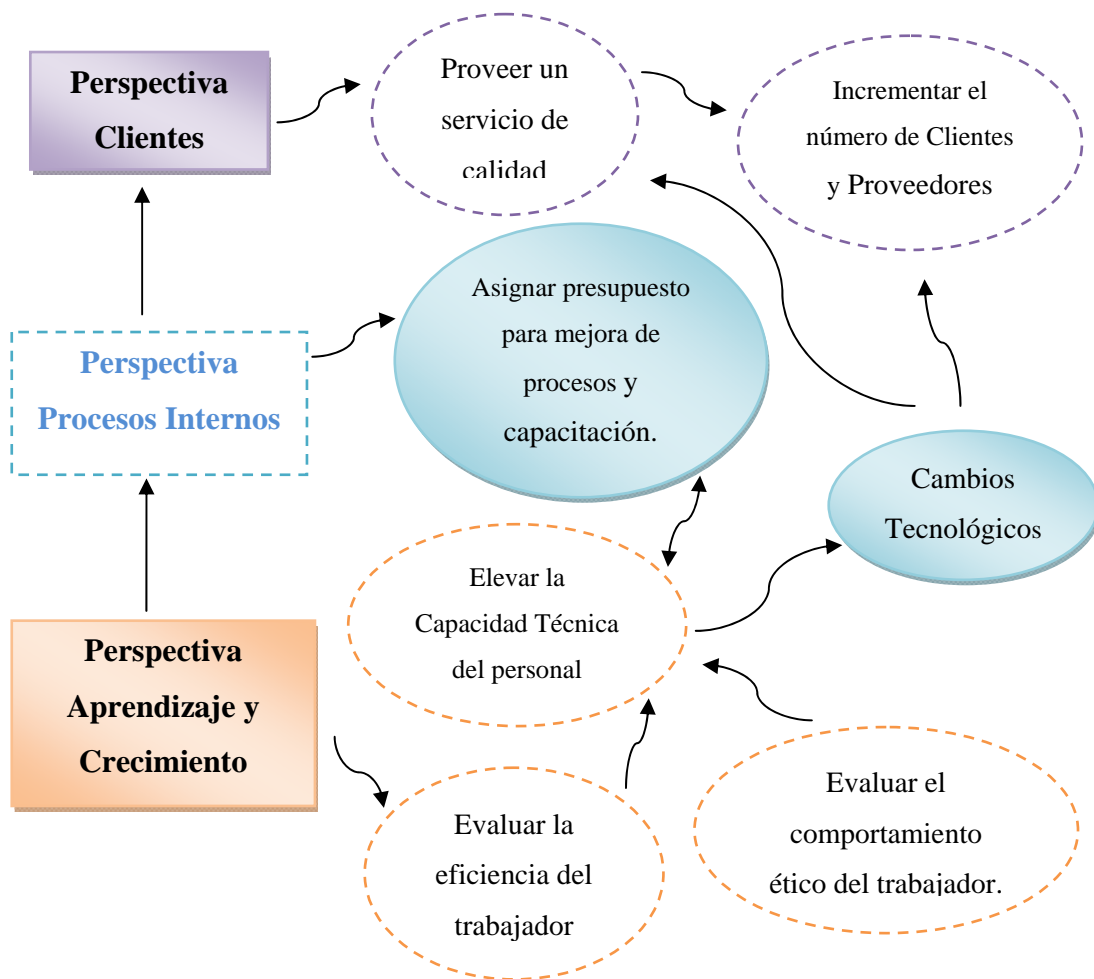 Perspectiva
Clientes
Proveer un
servicio de
calidad
Incrementar el
número de Clientes
y Proveedores
Perspectiva
Procesos Internos
Asignar presupuesto
para mejora de
procesos y
capacitación.
Cambios
Tecnológicos
Elevar la
Capacidad Técnica
del personal
Perspectiva
Aprendizaje y
Crecimiento
Evaluar la
eficiencia del
trabajador
Evaluar el
comportamiento
ético del trabajador.